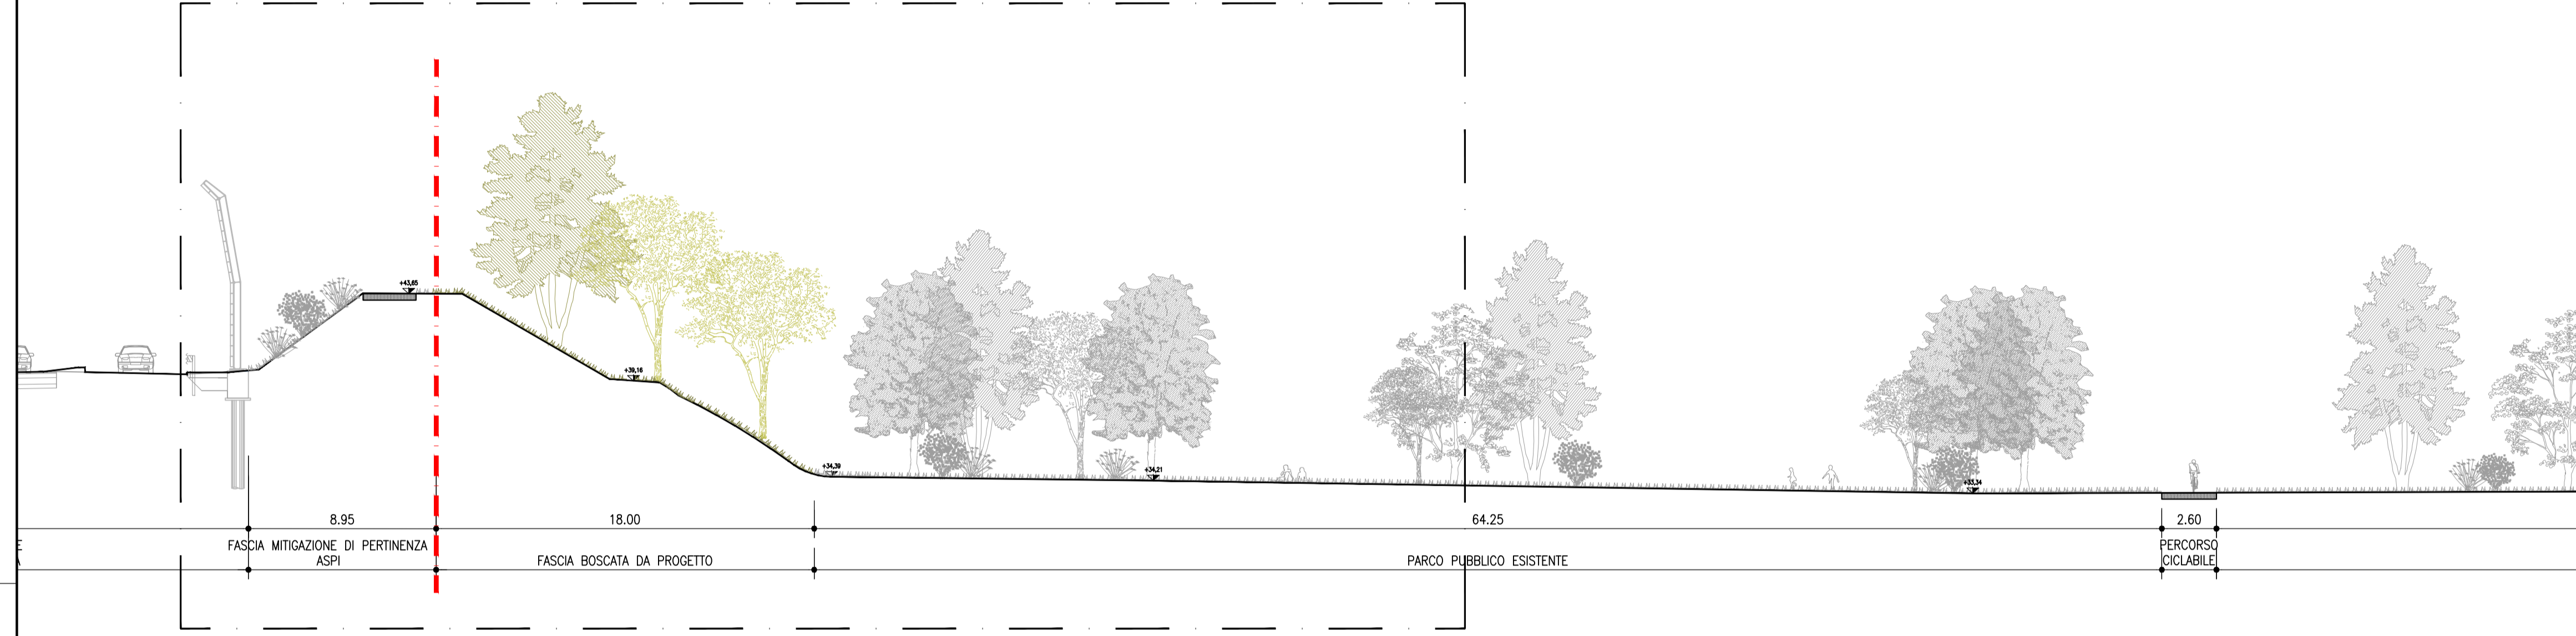 +43,65
+39,16
+34,39
+34,21
+33,34
8.95
18.00
64.25
2.60
E
A
FASCIA MITIGAZIONE DI PERTINENZA
ASPI
FASCIA BOSCATA DA PROGETTO
PARCO PUBBLICO ESISTENTE
PERCORSO
CICLABILE